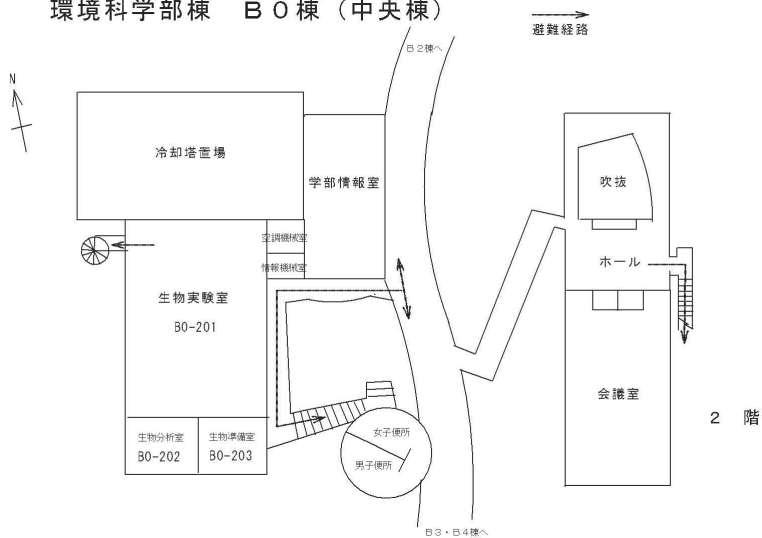 環境科学部棟　Ｂ０棟（中央棟）
避難経路
Ｂ２棟へ
N
冷却塔置場
学部情報室
吹抜
空調機械室
情報機械室
ホール
生物実験室
B0-201
会議室
２　階
生物分析室
B0-202
生物準備室
B0-203
女子便所
男子便所
Ｂ３・Ｂ４棟へ